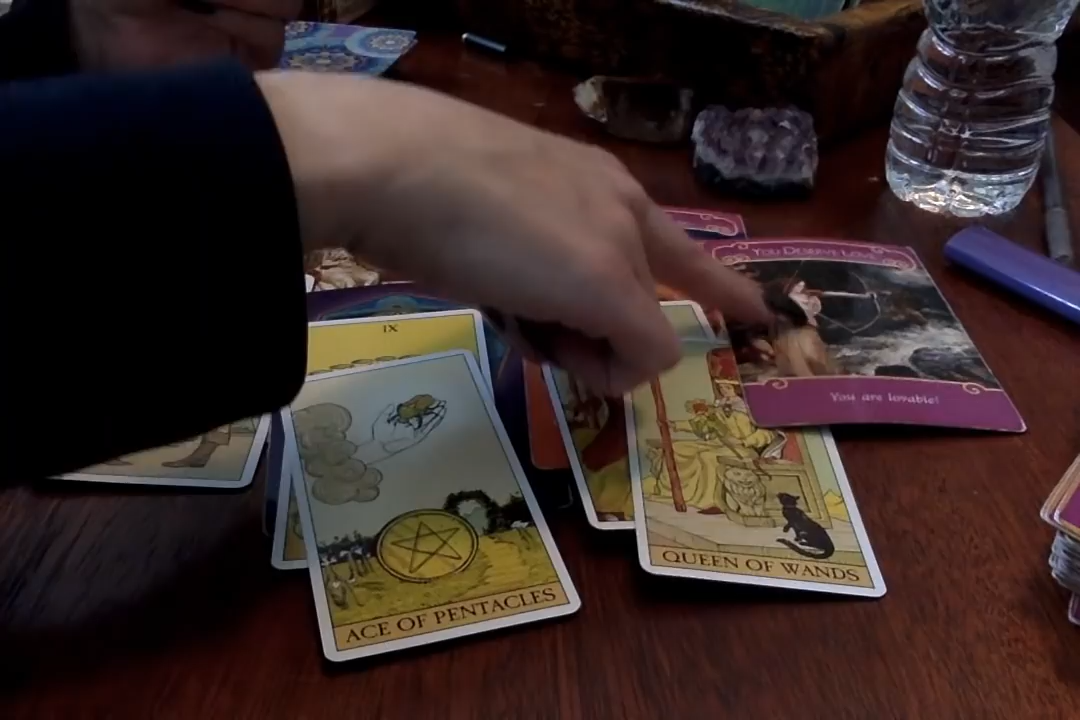 YOU DESERVE LOVE
You are lovable!
IX
QUEEN OF WANDS
ACE OF PENTACLES